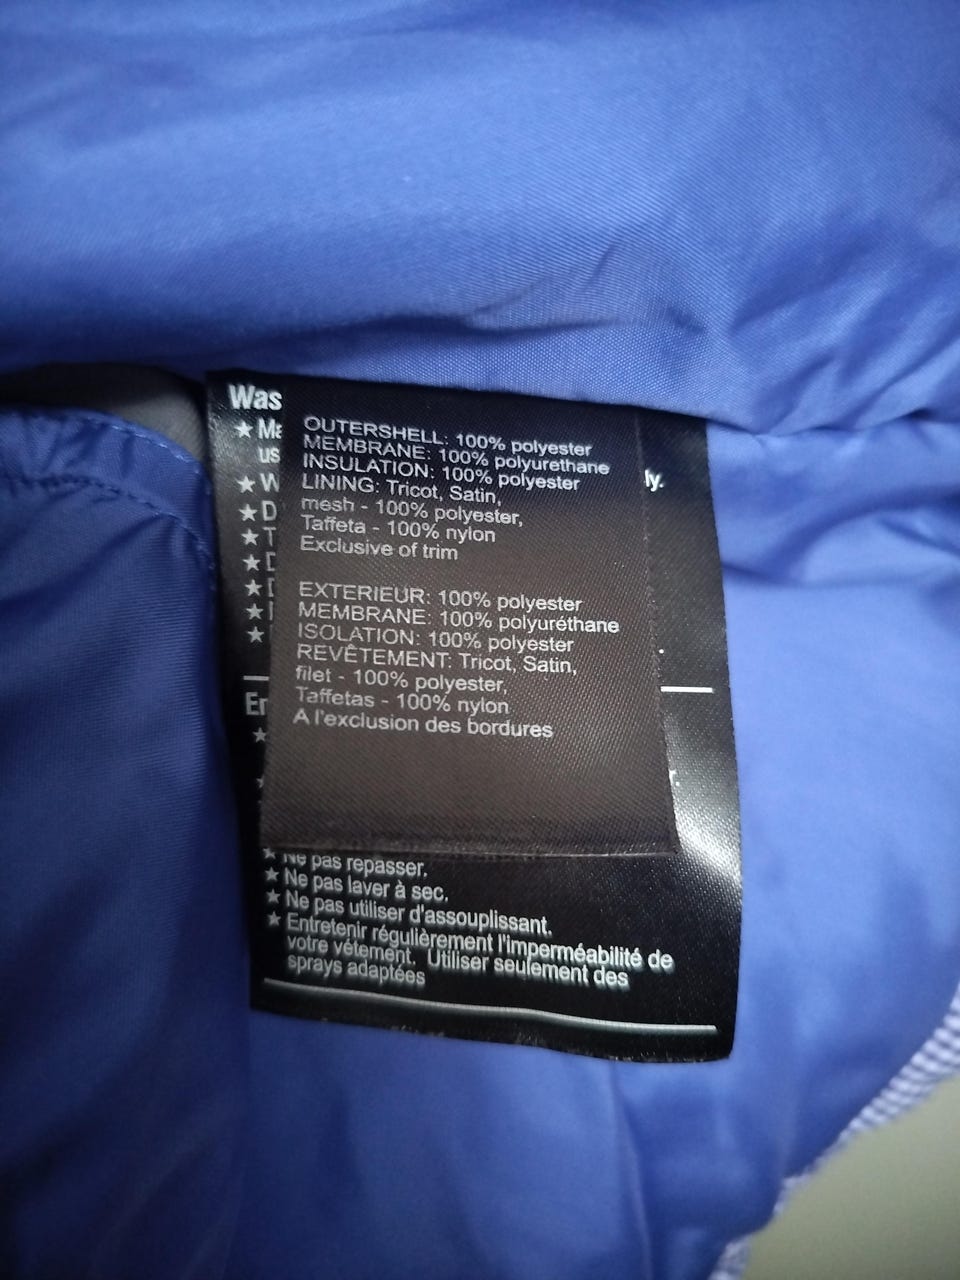 OUTERSHELL: 100% polyester
MEMBRANE: 100% polyurethane
INSULATION: 100% polyester
LINING: Tricot, Satin,
mesh - 100% polyester,
Taffeta - 100% nylon
Exclusive of trim
EXTERIEUR: 100% polyester
MEMBRANE: 100% polyuréthane
ISOLATION: 100% polyester
REVÊTEMENT: Tricot, Satin,
filet - 100% polyester,
Taffetas - 100% nylon
A l'exclusion des bordures
★ Ne pas repasser.
★ Ne pas laver à sec.
★ Ne pas utiliser d'assouplissant.
★ Entretenir régulièrement l'imperméabilité de
votre vétement. Utiliser seulement des
sprays adaptées